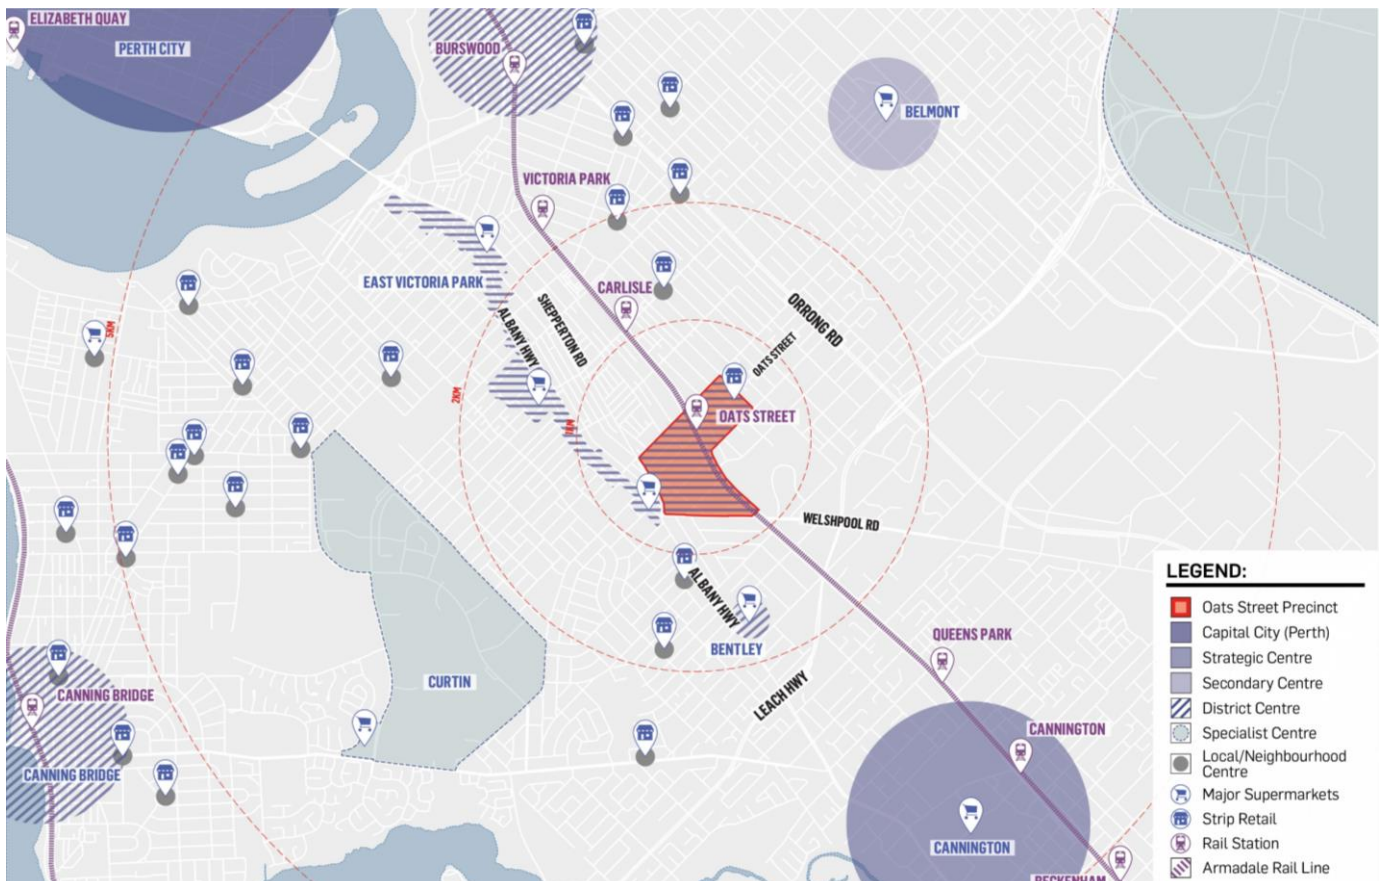 ELIZABETH QUAY
PERTH CITY
BURSWOOD
BELMONT
VICTORIA PARK
EAST VICTORIA PARK
CARLISLE
SHEPPERTON RD
ALBANY HWY
ORRONG RD
OATS STREET
5KM
2KM
1KM
OATS STREET
WELSHPOOL RD
ALBANY HWY
BENTLEY
LEACH HWY
QUEENS PARK
CURTIN
CANNING BRIDGE
CANNING BRIDGE
CANNINGTON
CANNINGTON
BECKENHAM
LEGEND:
Oats Street Precinct
Capital City (Perth)
Strategic Centre
Secondary Centre
District Centre
Specialist Centre
Local/Neighbourhood
Centre
Major Supermarkets
Strip Retail
Rail Station
Armadale Rail Line